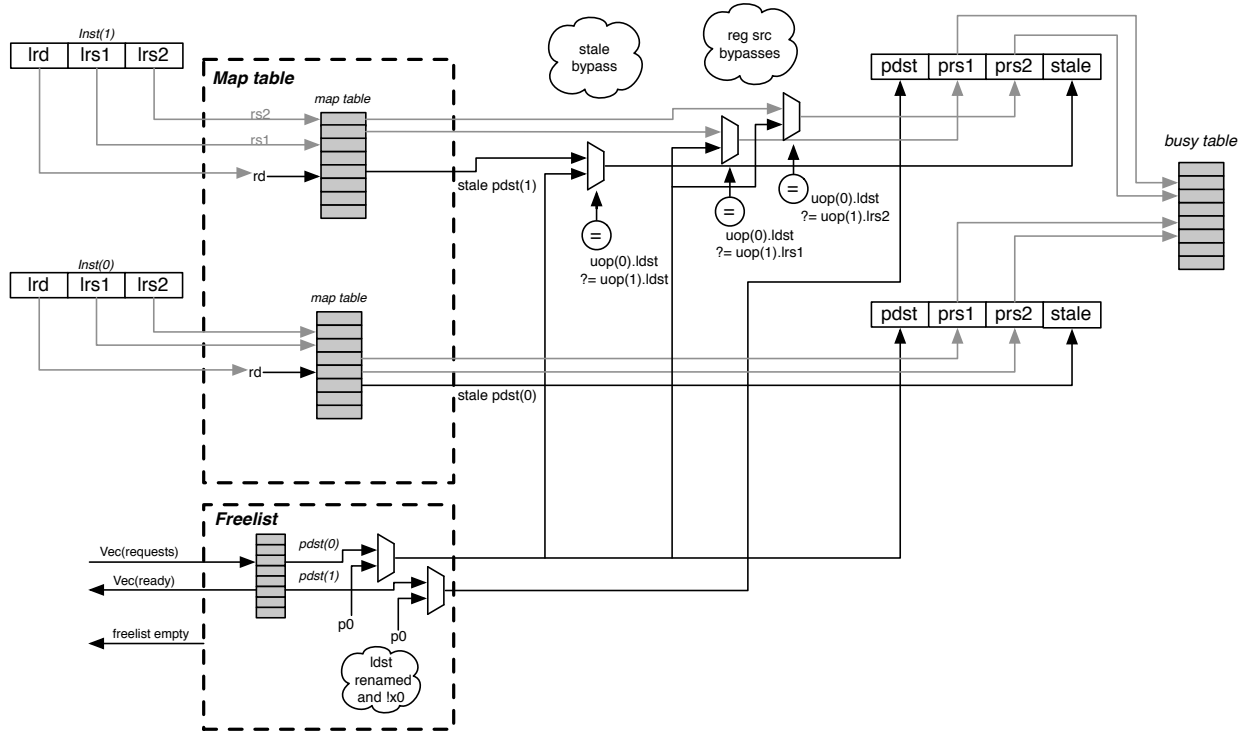 Inst(1)
lrd lrs1 lrs2
Map table
map table
rs2
rs1
rd
stale pdst(1)
stale
bypass
reg src
bypasses
=
uop(0).ldst
?= uop(1).ldst
=
uop(0).ldst
?= uop(1).lrs1
=
uop(0).ldst
?= uop(1).lrs2
pdst prs1 prs2 stale
busy table
Inst(0)
lrd lrs1 lrs2
map table
rd
stale pdst(0)
pdst prs1 prs2 stale
Freelist
Vec(requests)
Vec(ready)
freelist empty
pdst(0)
pdst(1)
p0
p0
ldst
renamed
and !x0